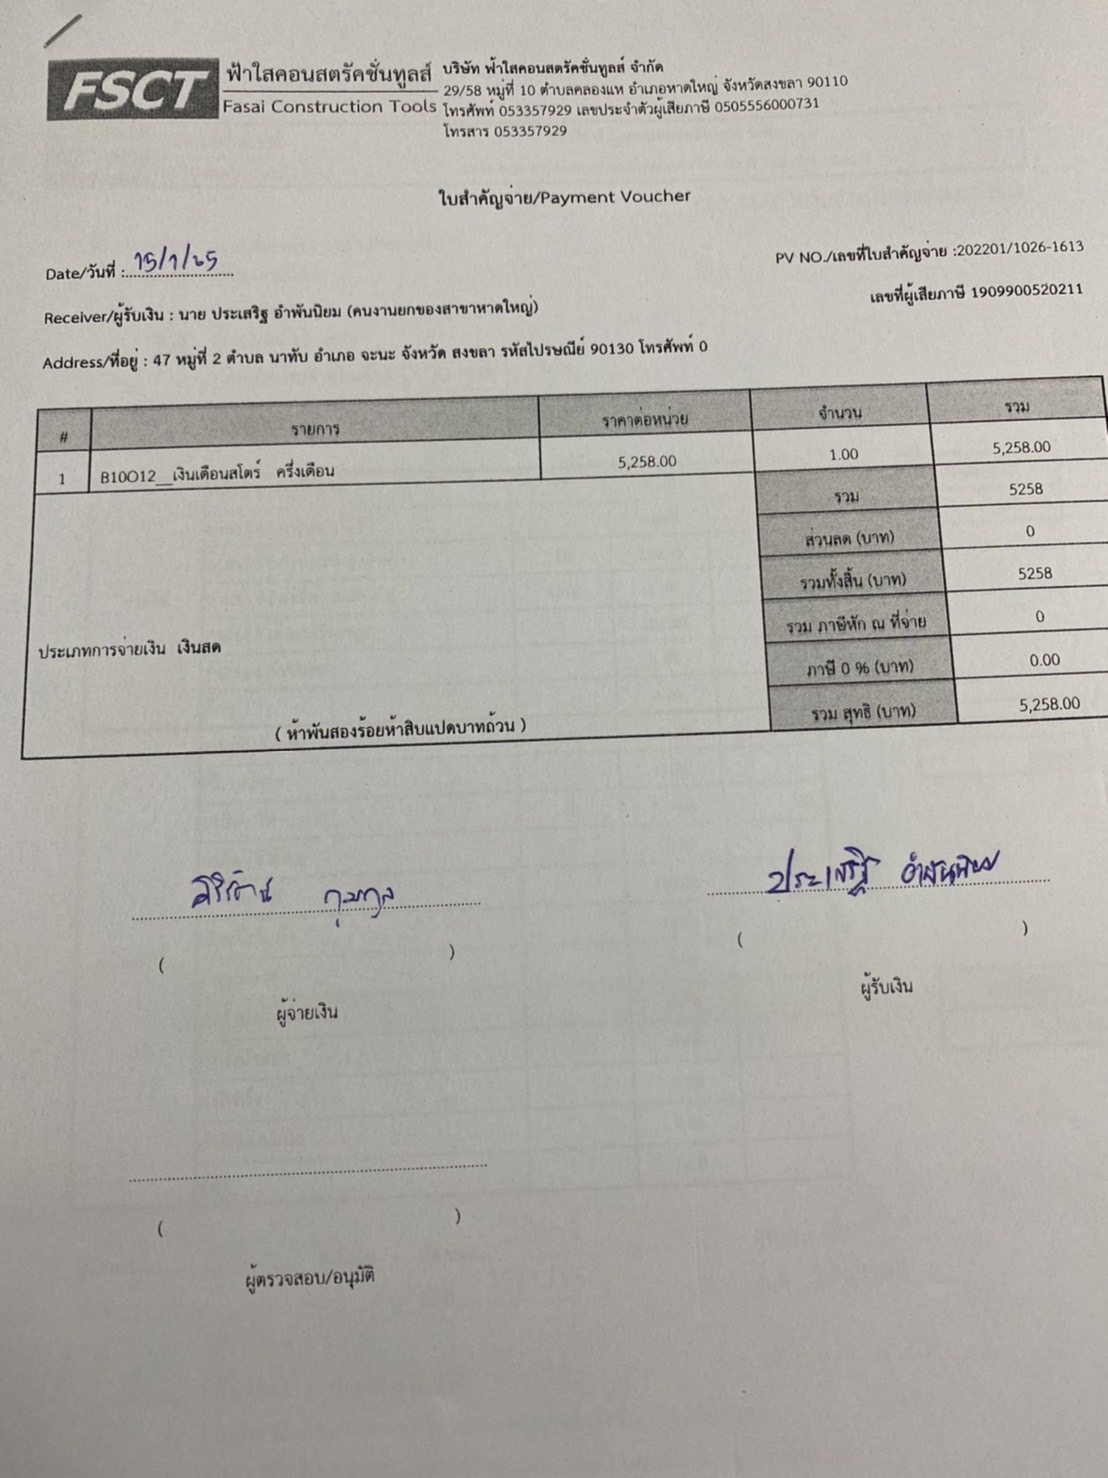 FSCT
ฟ้าใสคอนสตรัคชั่นทูลส์
Fasai Construction Tools
บริษัท ฟ้าใสคอนสตรัคชั่นทูลส์ จำกัด
29/58 หมู่ที่ 10 ตำบลคลองแห อำเภอหาดใหญ่ จังหวัดสงขลา 90110
โทรศัพท์ 053357929 เลขประจำตัวผู้เสียภาษี 0505556000731
โทรสาร 053357929
ใบสำคัญจ่าย/Payment Voucher
Date/วันที่ : 15/1/65
PV NO./เลขที่ใบสำคัญจ่าย :202201/1026-1613
Receiver/ผู้รับเงิน : นาย ประเสริฐ อำพันนิยม (คนงานยกของสาขาหาดใหญ่)
เลขที่ผู้เสียภาษี 1909900520211
Address/ที่อยู่ : 47 หมู่ที่ 2 ตำบล นาทับ อำเภอ จะนะ จังหวัด สงขลา รหัสไปรษณีย์ 90130 โทรศัพท์ 0
# รายการ ราคาต่อหน่วย จำนวน รวม
1 B10O12__เงินเดือนสโตร์ ครึ่งเดือน 5,258.00 1.00 5,258.00
รวม 5258
ส่วนลด (บาท) 0
รวมทั้งสิ้น (บาท) 5258
รวม ภาษีหัก ณ ที่จ่าย 0
ประเภทการจ่ายเงิน เงินสด
ภาษี 0 % (บาท) 0.00
( ห้าพันสองร้อยห้าสิบแปดบาทถ้วน )
รวม สุทธิ (บาท) 5,258.00
ประเสริฐ อำพันนิยม
( )
( )
ผู้จ่ายเงิน
ผู้รับเงิน
( )
ผู้ตรวจสอบ/อนุมัติ